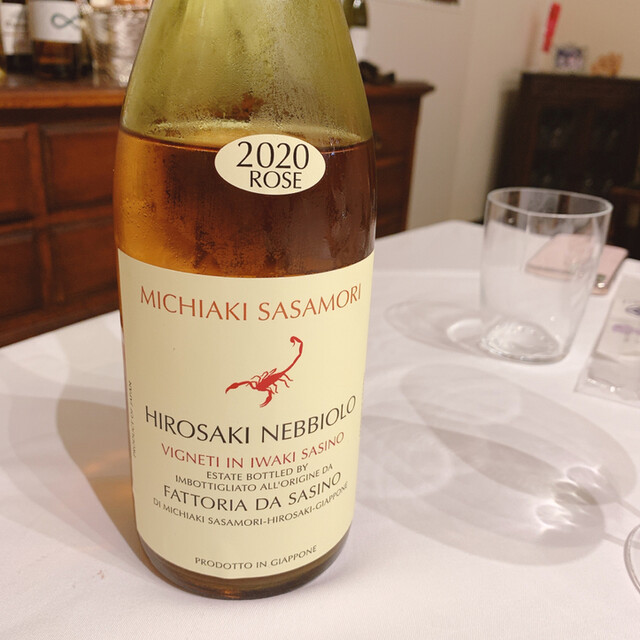 2020
ROSE
MICHIAKI SASAMORI
HIROSAKI NEBBIOLO
VIGNETI IN IWAKI SASINO
ESTATE BOTTLED BY
IMBOTTIGLIATO ALL'ORIGINE DA
FATTORIA DA SASINO
DI MICHIAKI SASAMORI-HIROSAKI-GIAPPONE
PRODOTTO IN GIAPPONE